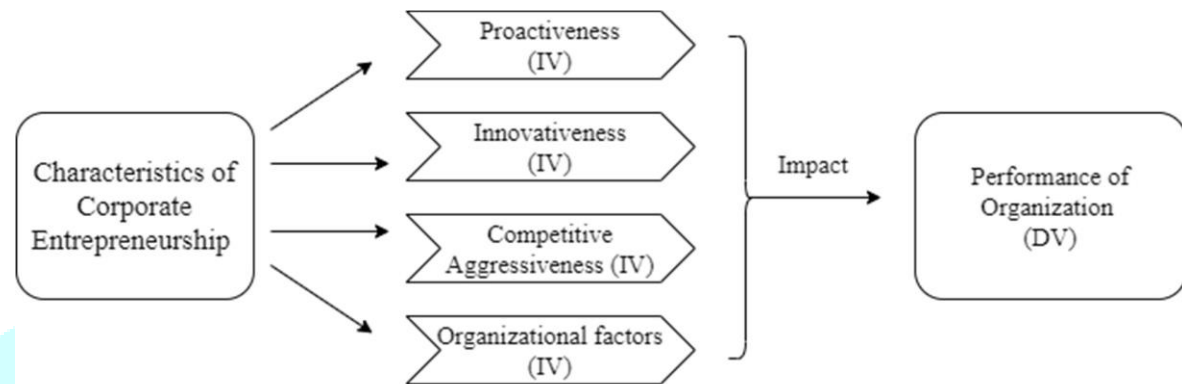 Characteristics of
Corporate
Entrepreneurship
Proactiveness
(IV)
Innovativeness
(IV)
Competitive
Aggressiveness (IV)
Organizational factors
(IV)
Impact
Performance of
Organization
(DV)